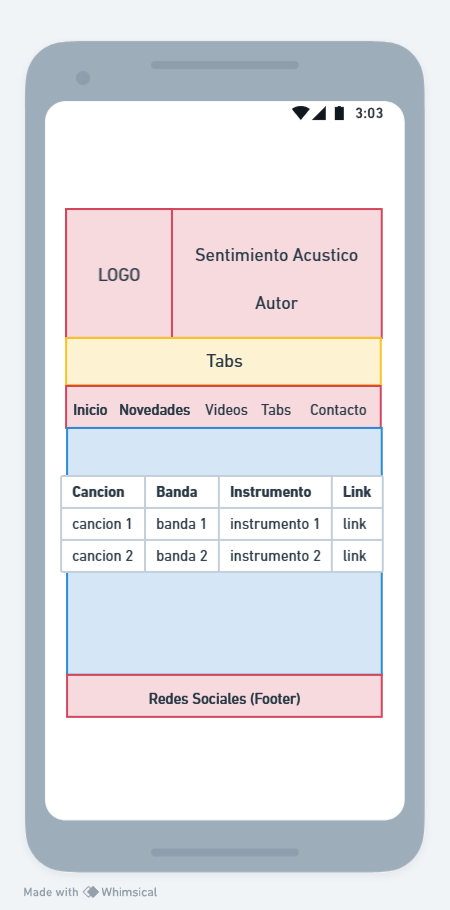 3:03
LOGO
Sentimiento Acustico
Autor
Tabs
Inicio Novedades Videos Tabs Contacto
Cancion Banda Instrumento Link
cancion 1 banda 1 instrumento 1 link
cancion 2 banda 2 instrumento 2 link
Redes Sociales (Footer)
Made with Whimsical